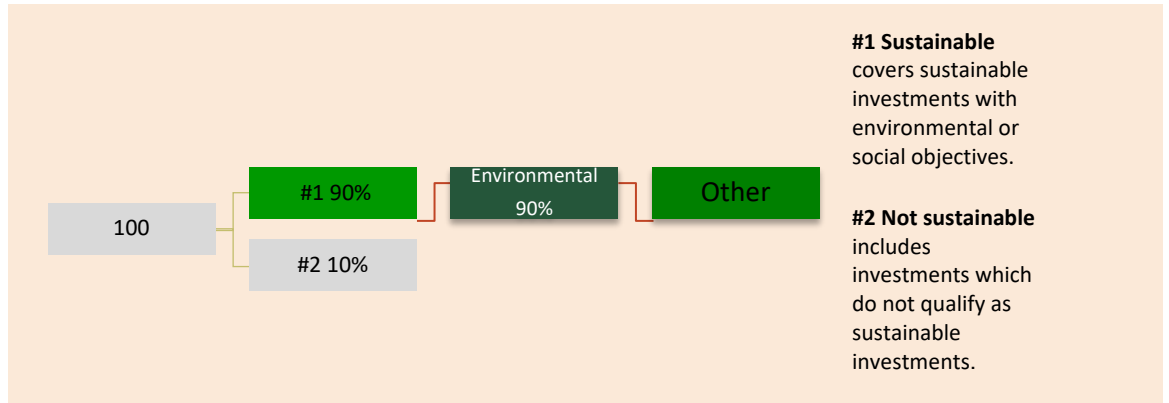 100
#1 90%
#2 10%
Environmental
90%
Other
#1 Sustainable
covers sustainable
investments with
environmental or
social objectives.
#2 Not sustainable
includes
investments which
do not qualify as
sustainable
investments.